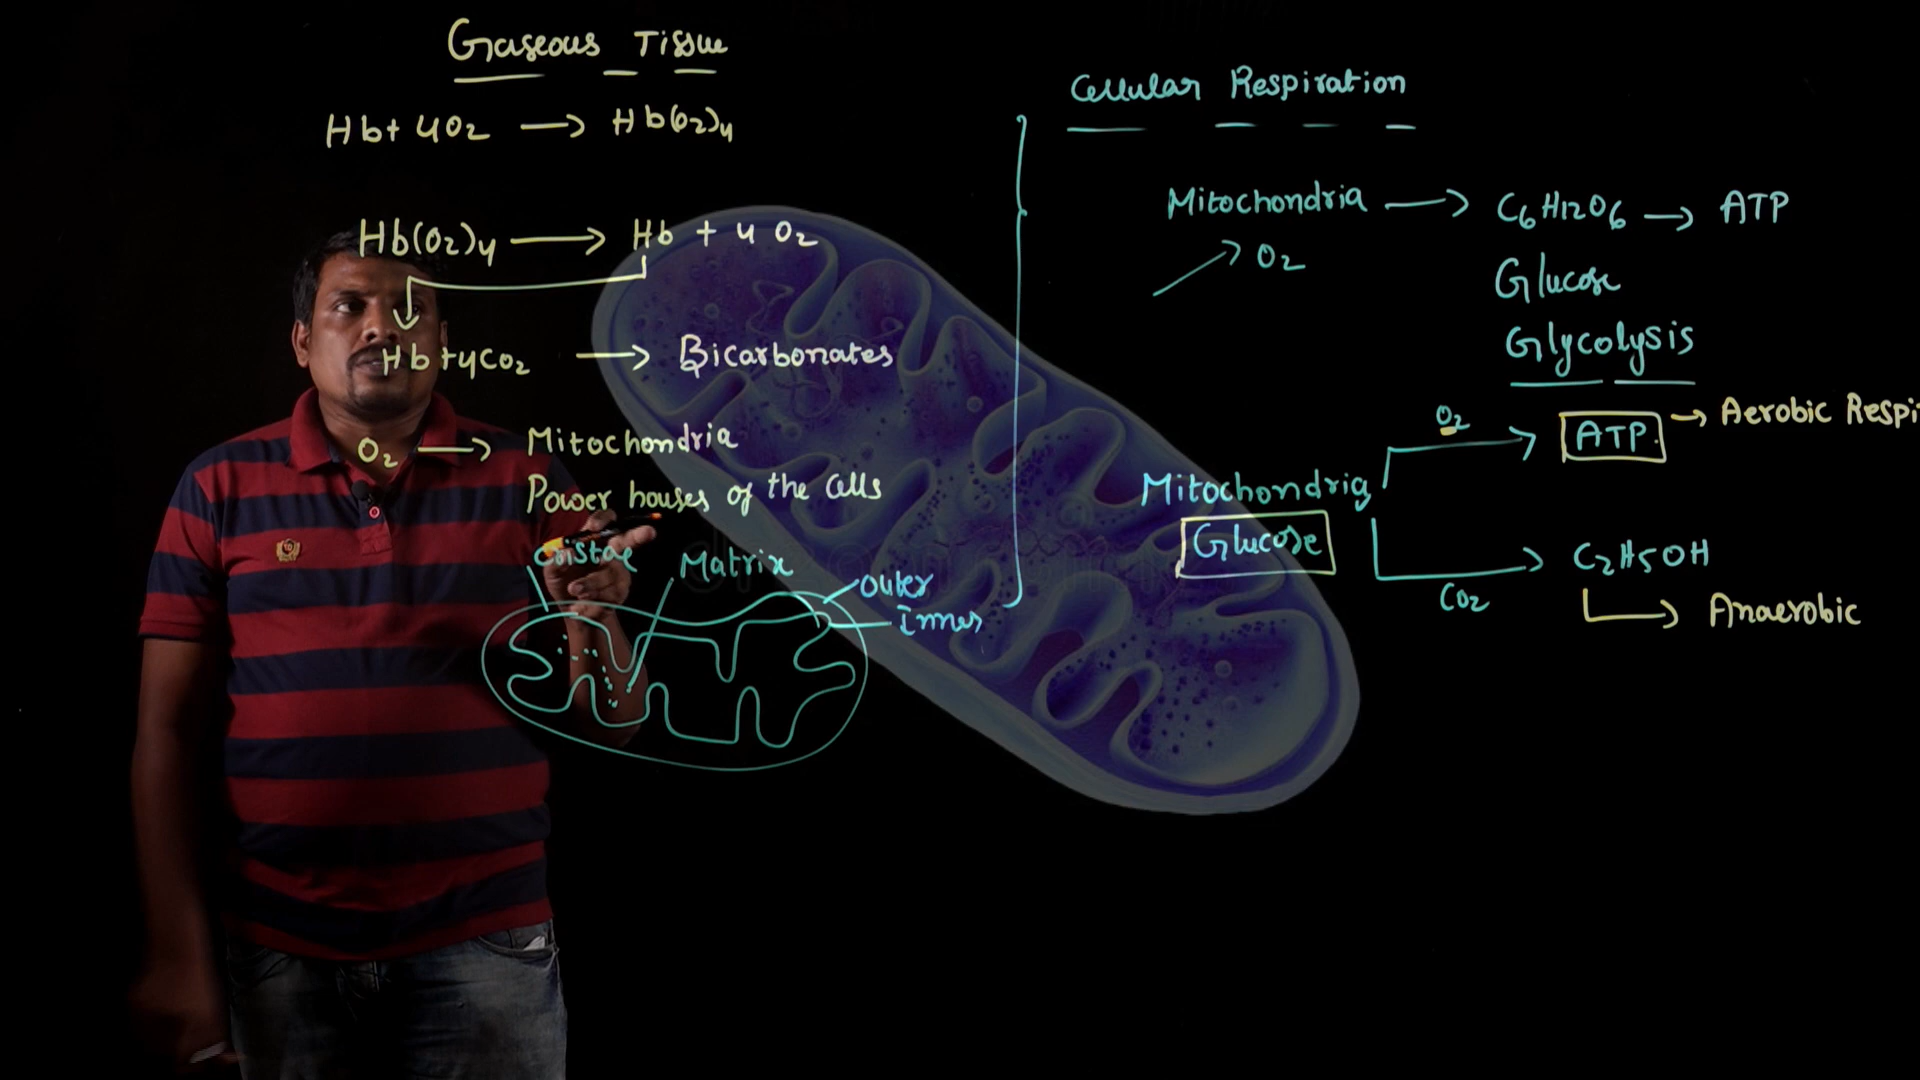 Gaseous Tissue
Hb + 4O2 → Hb(O2)4
Hb(O2)4 → Hb + 4 O2
Hb + 4CO2 → Bicarbonates
O2 → Mitochondria
Power houses of the cells
Cristae Matrix
Outer
Inner
Cellular Respiration
Mitochondria → C6H12O6 → ATP
O2
Glucose
Glycolysis
O2
ATP → Aerobic Respi
Mitochondria
Glucose
C2H5OH
CO2
Anaerobic